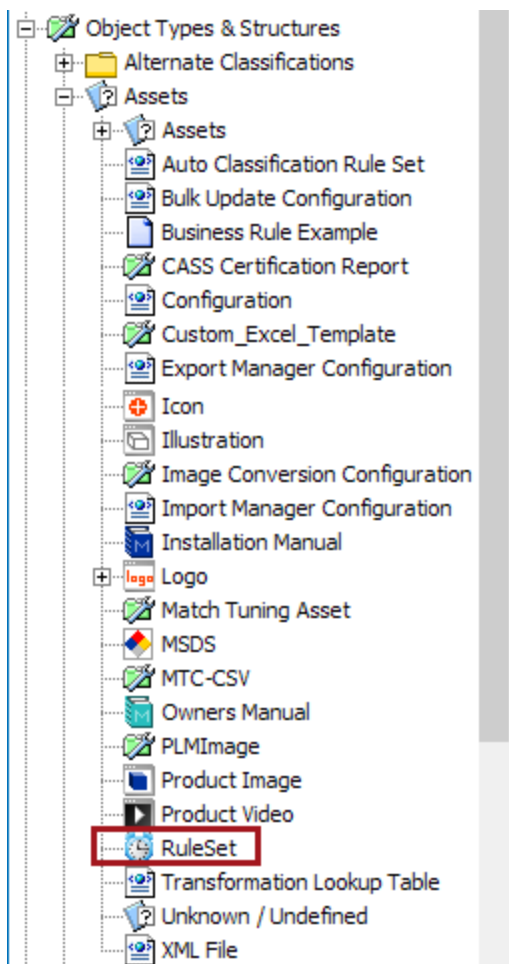 Object Types & Structures
Alternate Classifications
Assets
Assets
Auto Classification Rule Set
Bulk Update Configuration
Business Rule Example
CASS Certification Report
Configuration
Custom_Excel_Template
Export Manager Configuration
Icon
Illustration
Image Conversion Configuration
Import Manager Configuration
Installation Manual
logo Logo
Match Tuning Asset
MSDS
MTC-CSV
Owners Manual
PLMImage
Product Image
Product Video
RuleSet
Transformation Lookup Table
Unknown / Undefined
XML File